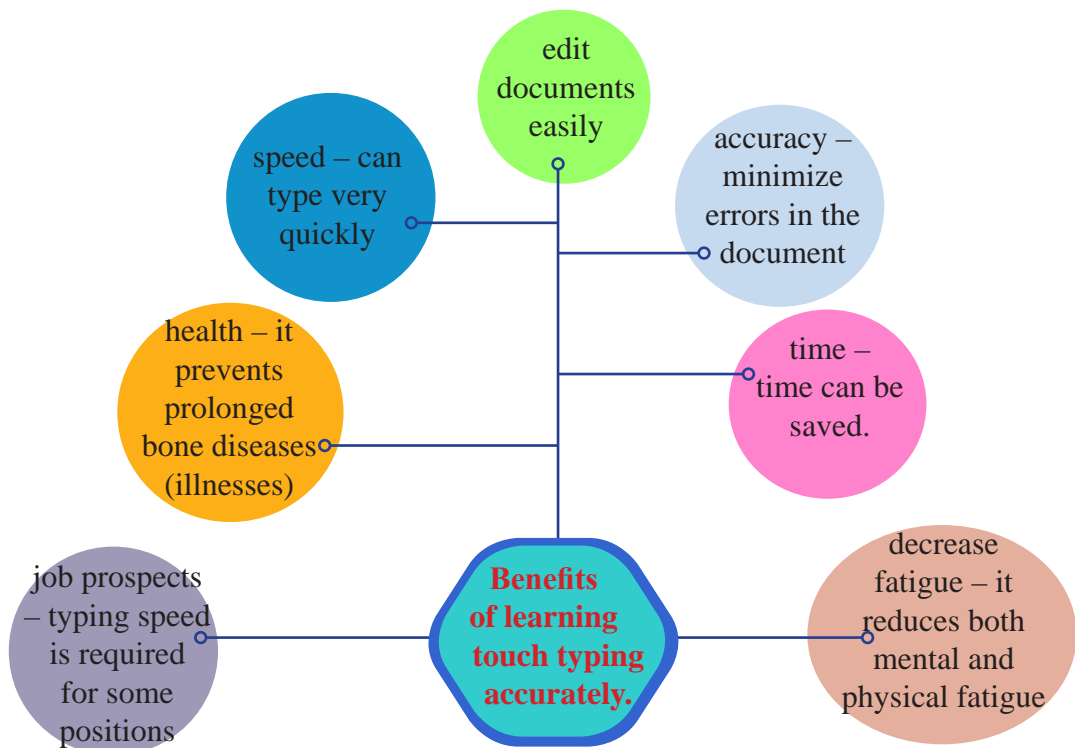 edit
documents
easily
speed – can
type very
quickly
accuracy –
minimize
errors in the
document
health – it
prevents
prolonged
bone diseases
(illnesses)
time –
time can be
saved.
job prospects
– typing speed
is required
for some
positions
Benefits
of learning
touch typing
accurately.
decrease
fatigue – it
reduces both
mental and
physical fatigue